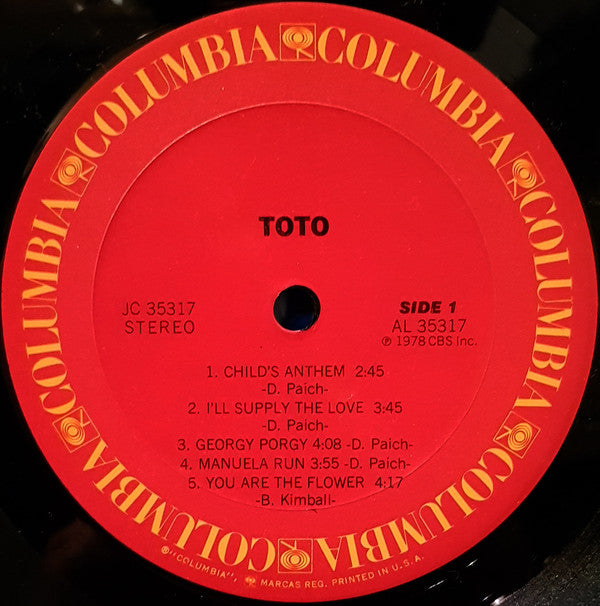 COLUMBIA COLUMBIA COLUMBIA COLUMBIA COLUMBIA COLUMBIA
TOTO
JC 35317
STEREO
SIDE 1
AL 35317
℗ 1978 CBS Inc.
1. CHILD'S ANTHEM 2:45
-D. Paich-
2. I'LL SUPPLY THE LOVE 3:45
-D. Paich-
3. GEORGY PORGY 4:08 -D. Paich-
4. MANUELA RUN 3:55 -D. Paich-
5. YOU ARE THE FLOWER 4:17
-B. Kimball-
®"COLUMBIA", MARCAS REG. PRINTED IN U.S.A.